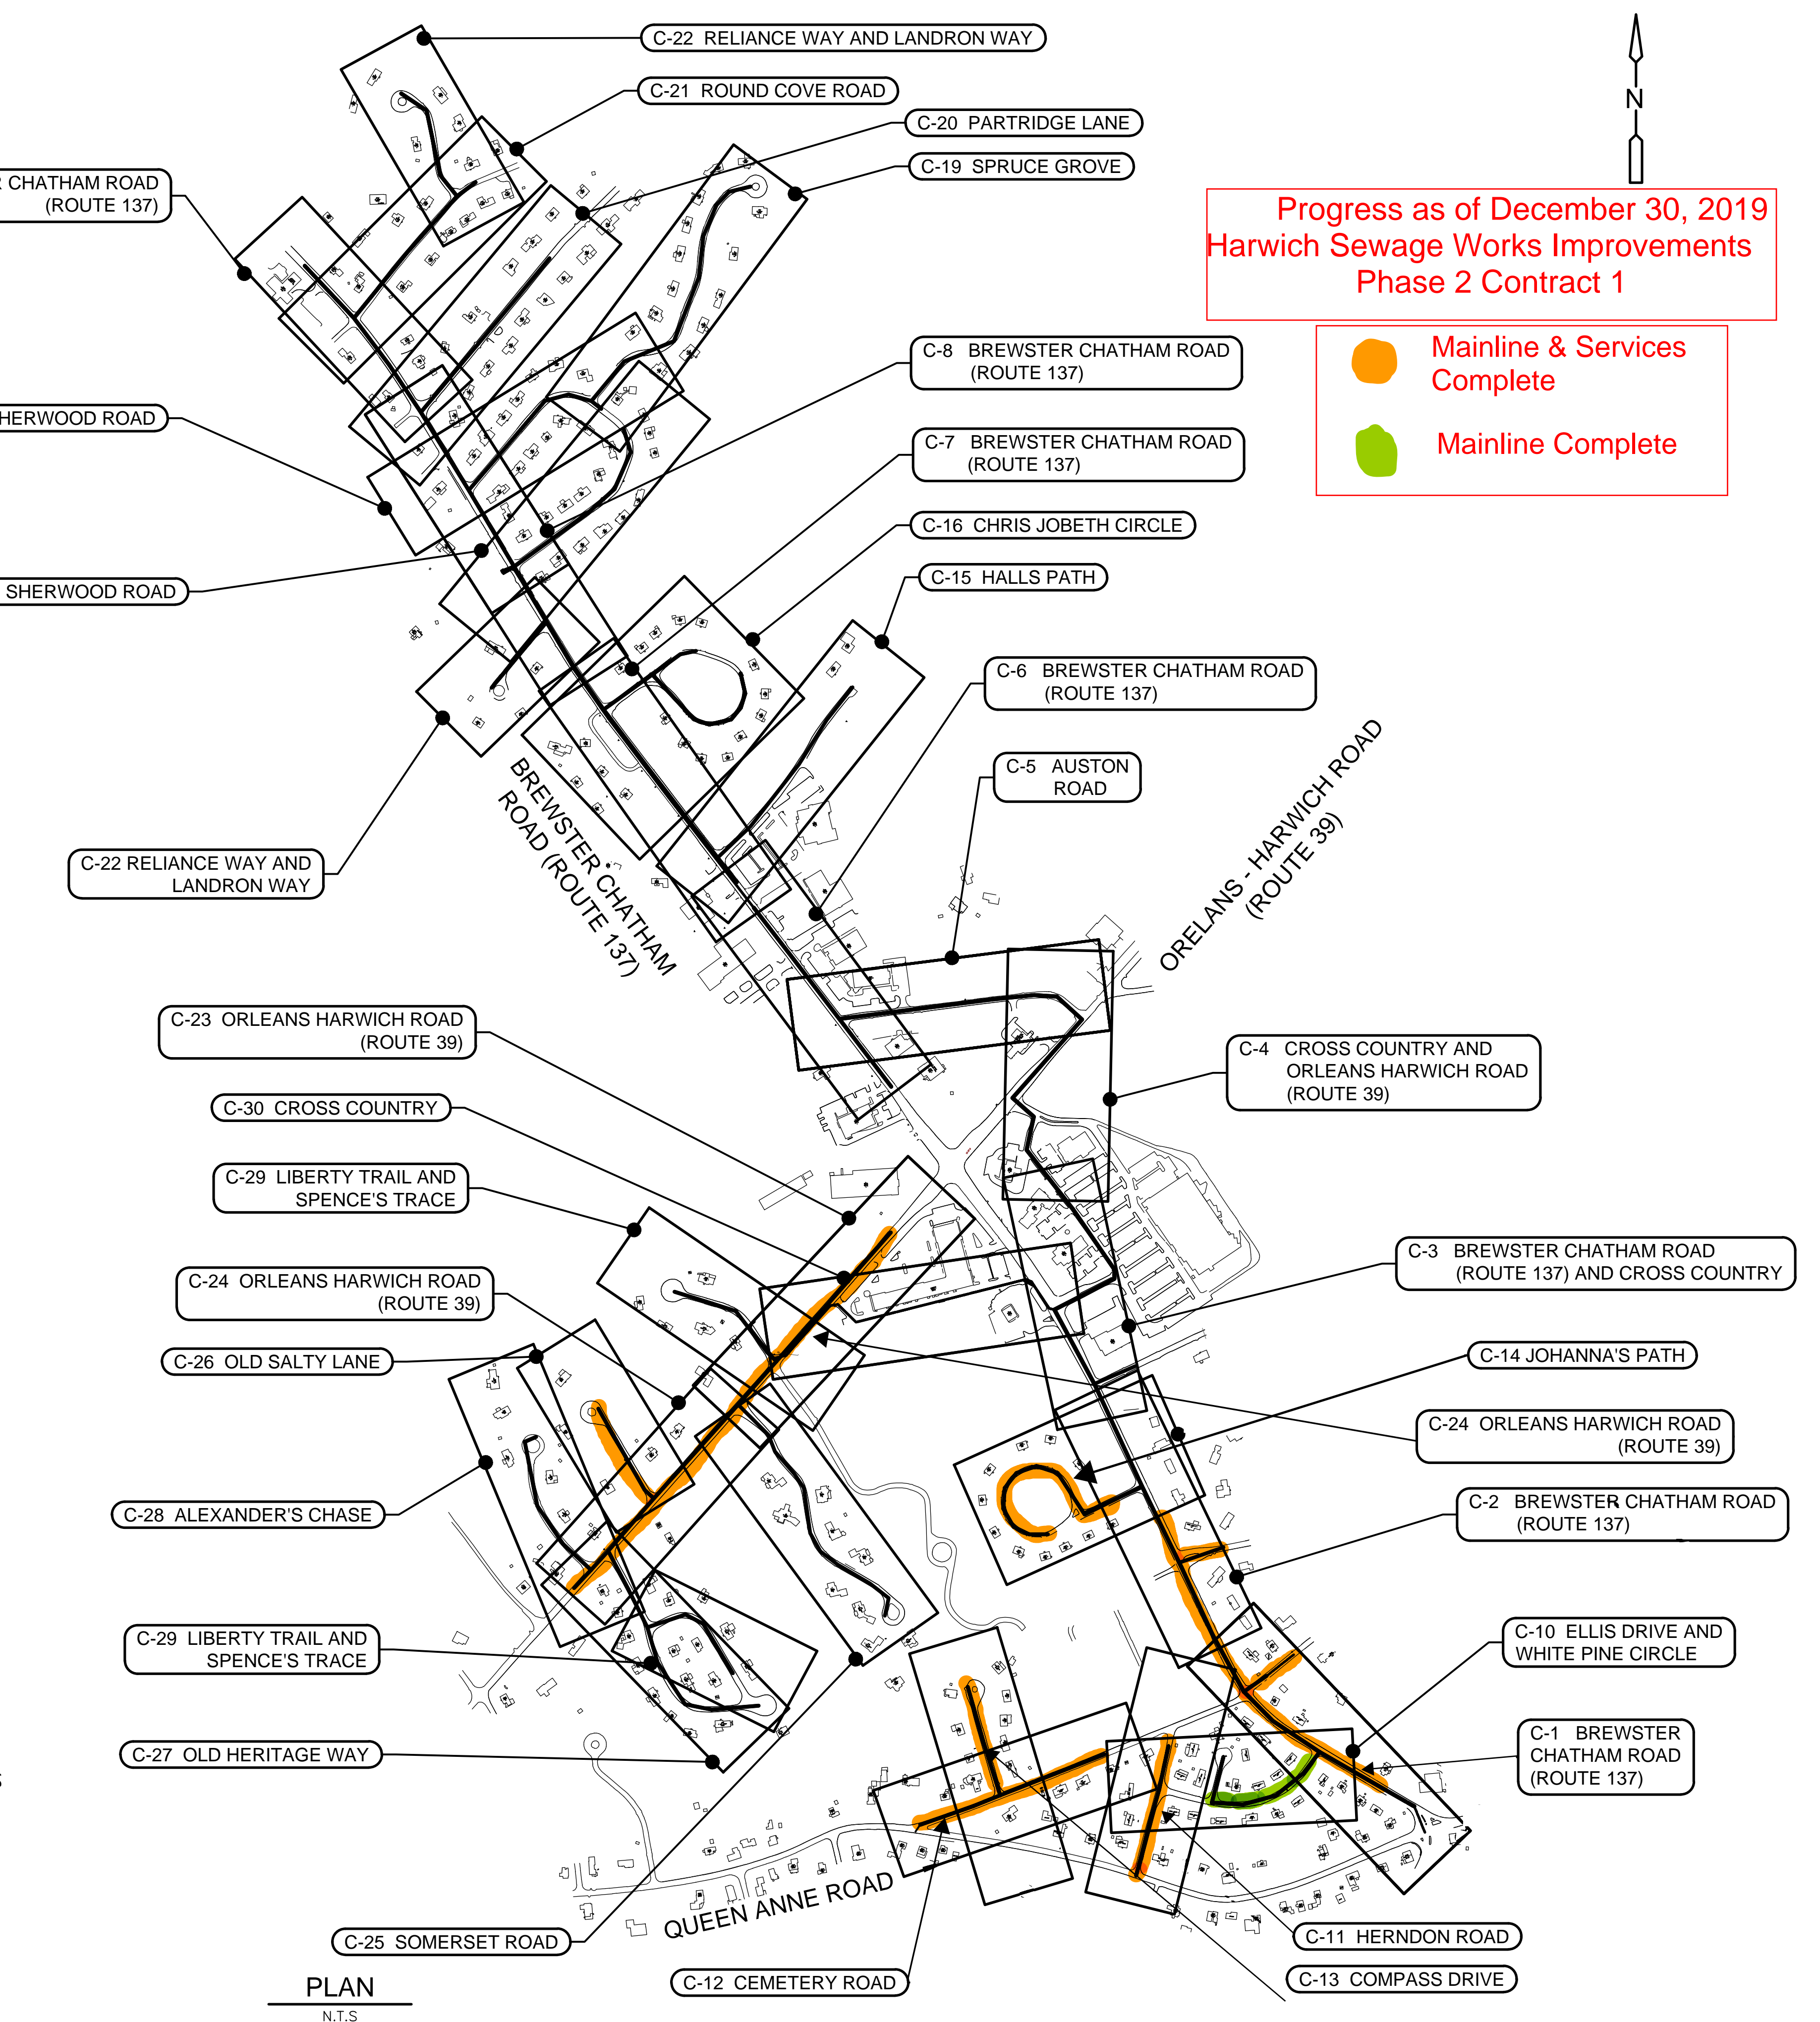 C-22 RELIANCE WAY AND LANDRON WAY
C-21 ROUND COVE ROAD
C-20 PARTRIDGE LANE
C-19 SPRUCE GROVE
N
CHATHAM ROAD
(ROUTE 137)
Progress as of December 30, 2019
Harwich Sewage Works Improvements
Phase 2 Contract 1
Mainline & Services
Complete
Mainline Complete
C-8 BREWSTER CHATHAM ROAD
(ROUTE 137)
HERWOOD ROAD
C-7 BREWSTER CHATHAM ROAD
(ROUTE 137)
C-16 CHRIS JOBETH CIRCLE
C-15 HALLS PATH
SHERWOOD ROAD
C-6 BREWSTER CHATHAM ROAD
(ROUTE 137)
C-5 AUSTON
ROAD
BREWSTER CHATHAM
ROAD (ROUTE 137)
ORELANS - HARWICH ROAD
(ROUTE 39)
C-22 RELIANCE WAY AND
LANDRON WAY
C-23 ORLEANS HARWICH ROAD
(ROUTE 39)
C-4 CROSS COUNTRY AND
ORLEANS HARWICH ROAD
(ROUTE 39)
C-30 CROSS COUNTRY
C-29 LIBERTY TRAIL AND
SPENCE'S TRACE
C-3 BREWSTER CHATHAM ROAD
(ROUTE 137) AND CROSS COUNTRY
C-24 ORLEANS HARWICH ROAD
(ROUTE 39)
C-26 OLD SALTY LANE
C-14 JOHANNA'S PATH
C-24 ORLEANS HARWICH ROAD
(ROUTE 39)
C-28 ALEXANDER'S CHASE
C-2 BREWSTER CHATHAM ROAD
(ROUTE 137)
C-29 LIBERTY TRAIL AND
SPENCE'S TRACE
C-10 ELLIS DRIVE AND
WHITE PINE CIRCLE
C-27 OLD HERITAGE WAY
C-1 BREWSTER
CHATHAM ROAD
(ROUTE 137)
QUEEN ANNE ROAD
C-25 SOMERSET ROAD
C-11 HERNDON ROAD
C-12 CEMETERY ROAD
C-13 COMPASS DRIVE
PLAN
N.T.S